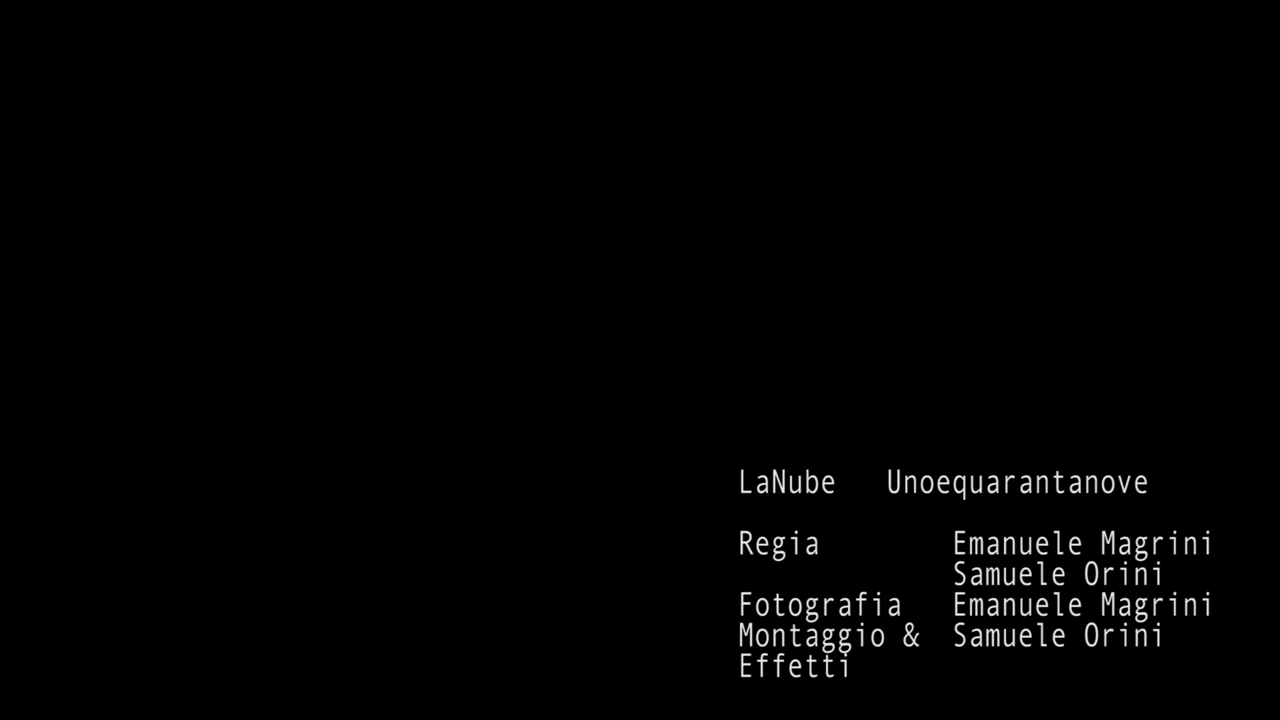 LaNube Unoequarantanove
Regia Emanuele Magrini
Samuele Orini
Fotografia Emanuele Magrini
Montaggio & Samuele Orini
Effetti